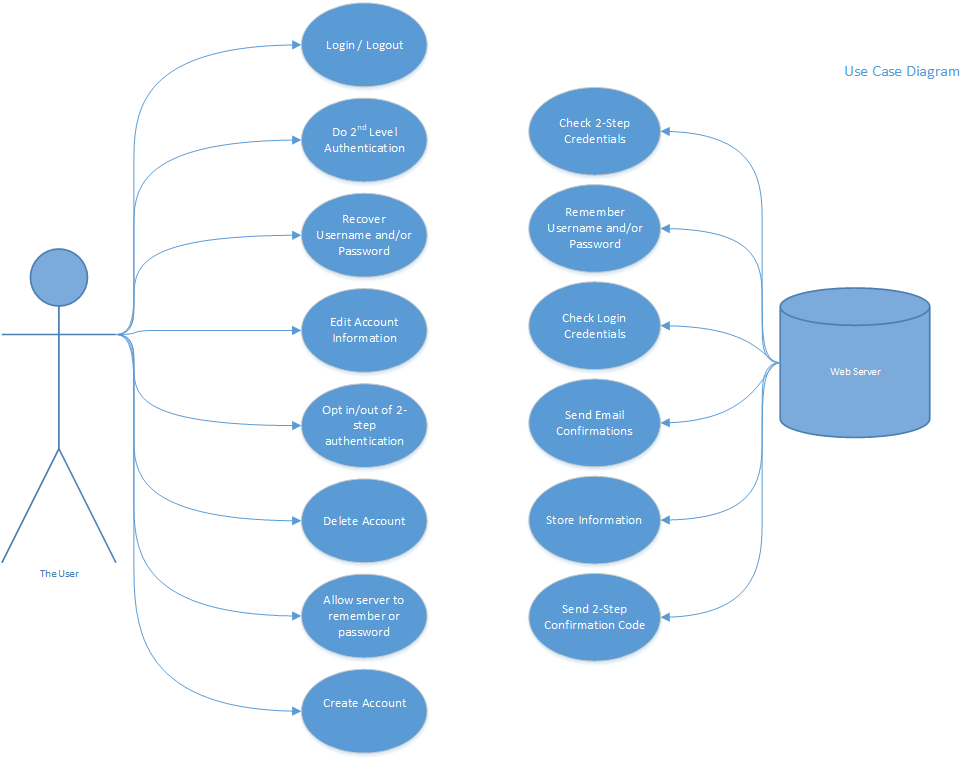 Login / Logout
Use Case Diagram
Do 2nd Level
Authentication
Recover
Username and/or
Password
Edit Account
Information
Opt in/out of 2-
step
authentication
Delete Account
Allow server to
remember or
password
Create Account
The User
Check 2-Step
Credentials
Remember
Username and/or
Password
Check Login
Credentials
Send Email
Confirmations
Store Information
Send 2-Step
Confirmation Code
Web Server